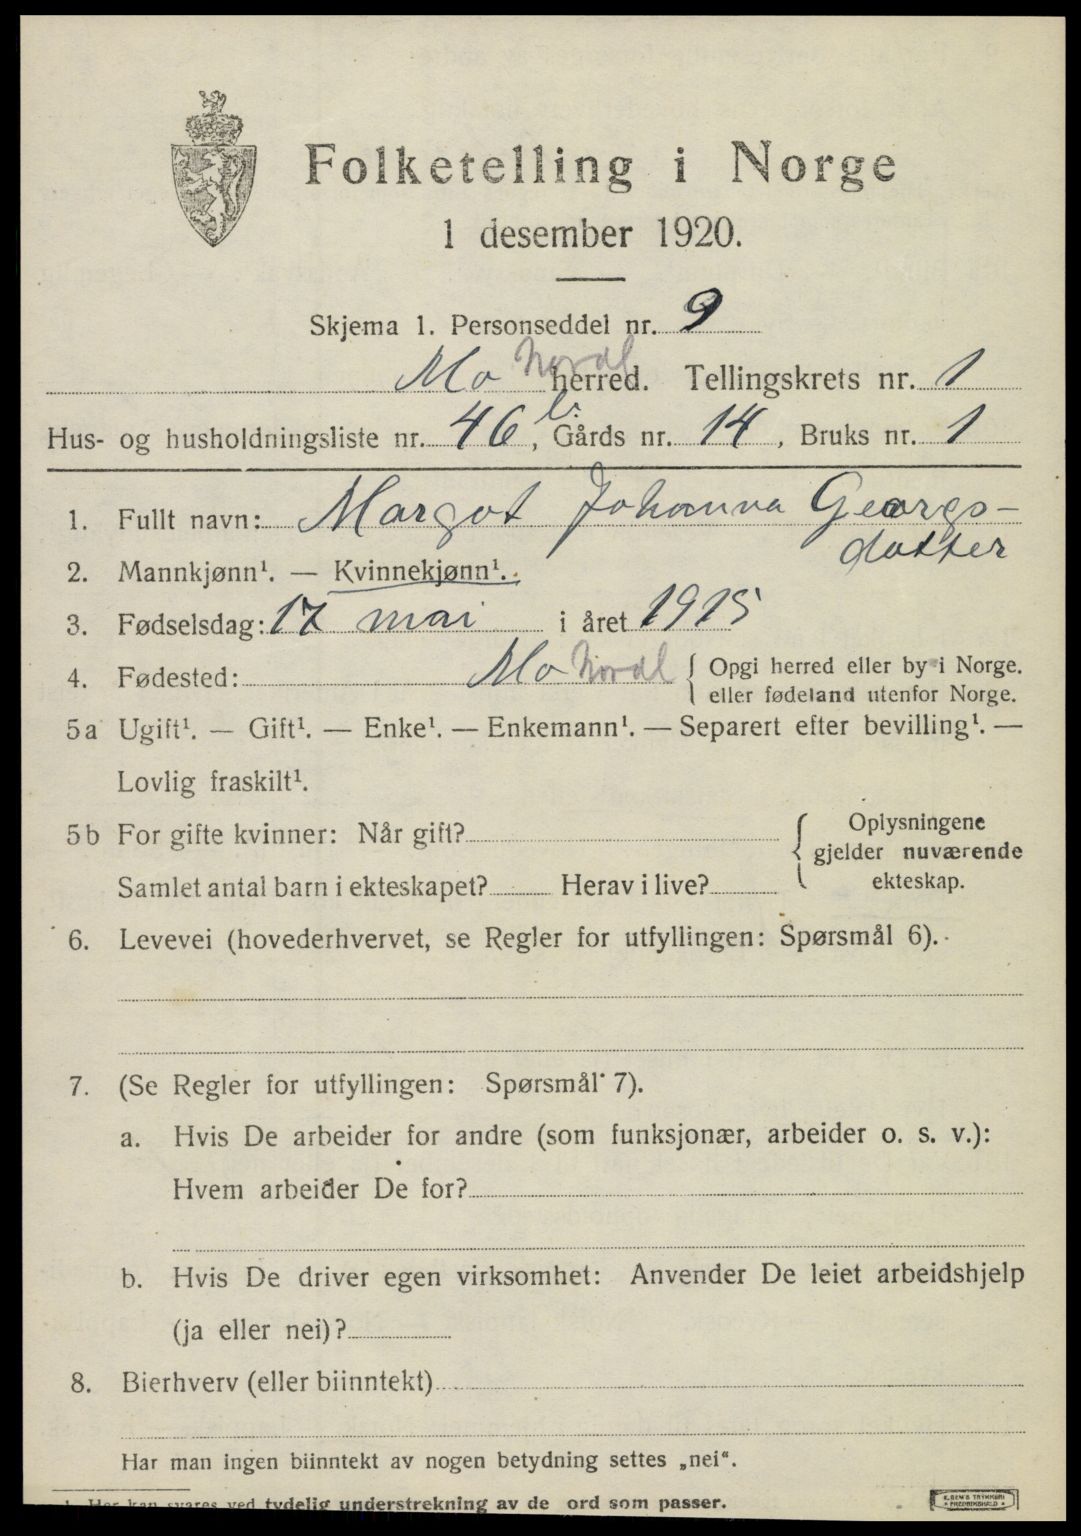 Folketelling i Norge
1 desember 1920.
Skjema 1. Personseddel nr. 9
Mo Nordl herred. Tellingskrets nr. 1
Hus- og husholdningsliste nr. 46 b, Gårds nr. 14, Bruks nr. 1
1. Fullt navn: Margot Johanna Georgs-
datter
2. Mannkjønn¹. — Kvinnekjønn¹.
3. Fødselsdag: 17 mai i året 1915
4. Fødested: Mo Nordl { Opgi herred eller by i Norge.
eller fødeland utenfor Norge.
5a Ugift¹. — Gift¹. — Enke¹. — Enkemann¹. — Separert efter bevilling¹. —
Lovlig fraskilt¹.
5b For gifte kvinner: Når gift?
Samlet antal barn i ekteskapet? Herav i live?
Oplysningene
gjelder nuværende
ekteskap.
6. Levevei (hovederhvervet, se Regler for utfyllingen: Spørsmål 6).
7. (Se Regler for utfyllingen: Spørsmål 7).
a. Hvis De arbeider for andre (som funksjonær, arbeider o. s. v.):
Hvem arbeider De for?
b. Hvis De driver egen virksomhet: Anvender De leiet arbeidshjelp
(ja eller nei)?
8. Bierhverv (eller biinntekt)
Har man ingen biinntekt av nogen betydning settes „nei“.
¹ Her kan svares ved tydelig understrekning av de ord som passer.